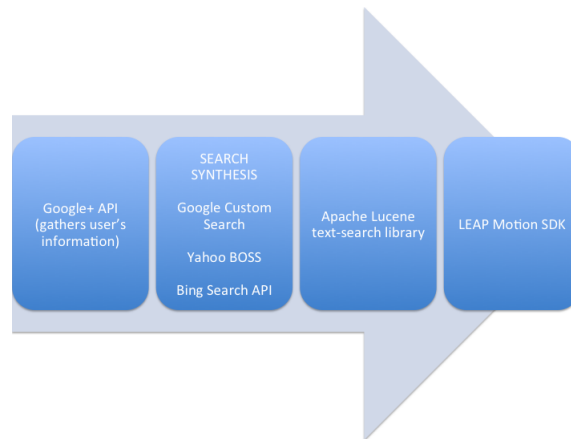 Google+ API
(gathers user's
information)
SEARCH
SYNTHESIS
Google Custom
Search
Yahoo BOSS
Bing Search API
Apache Lucene
text-search library
LEAP Motion SDK